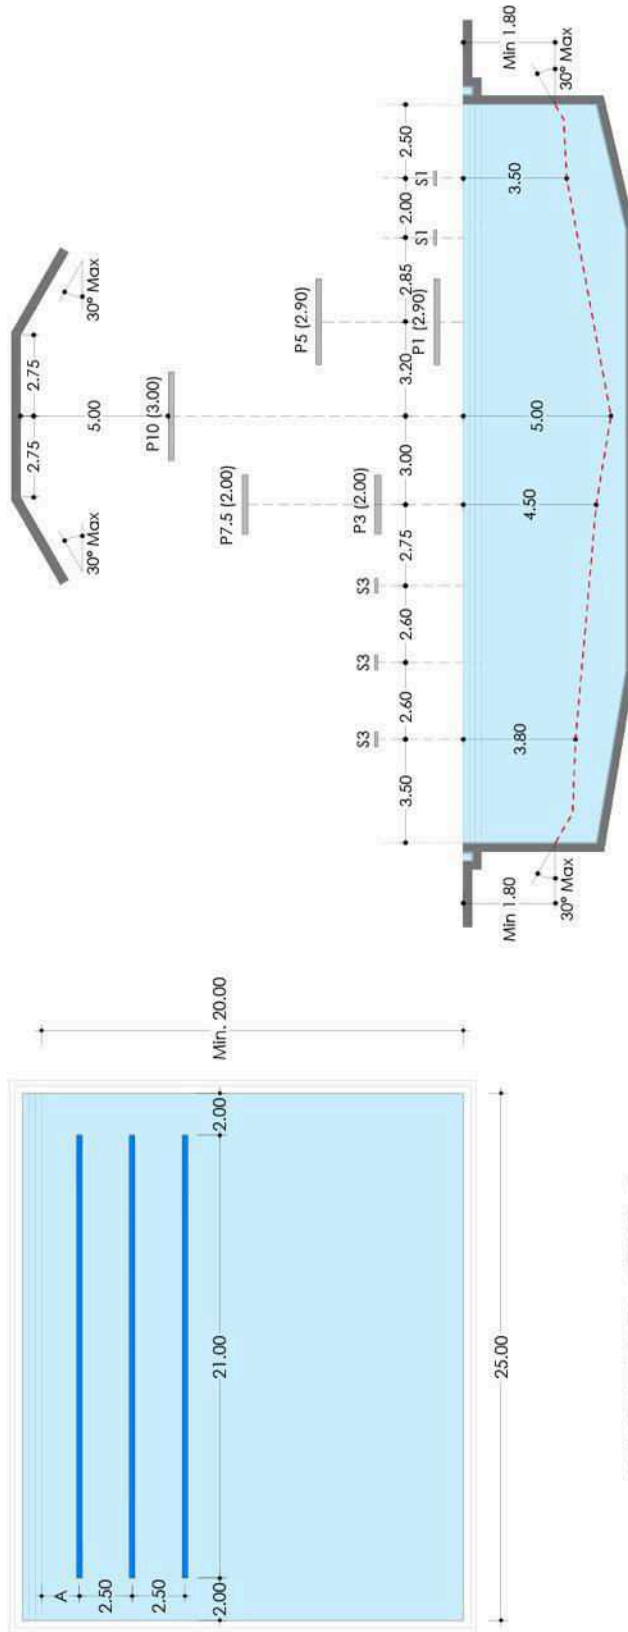 2.75
2.75
30° Max
30° Max
5.00
P10 (3.00)
P7.5 (2.00)
P5 (2.90)
S3
S3
S3
P3 (2.00)
P1 (2.90)
S1
S1
3.50
2.60
2.60
2.75
3.00
3.20
2.85
2.00
2.50
Min 1.80
30° Max
3.80
4.50
5.00
3.50
Min 1.80
30° Max
A
2.50
2.50
2.00
21.00
2.00
Min. 20.00
25.00